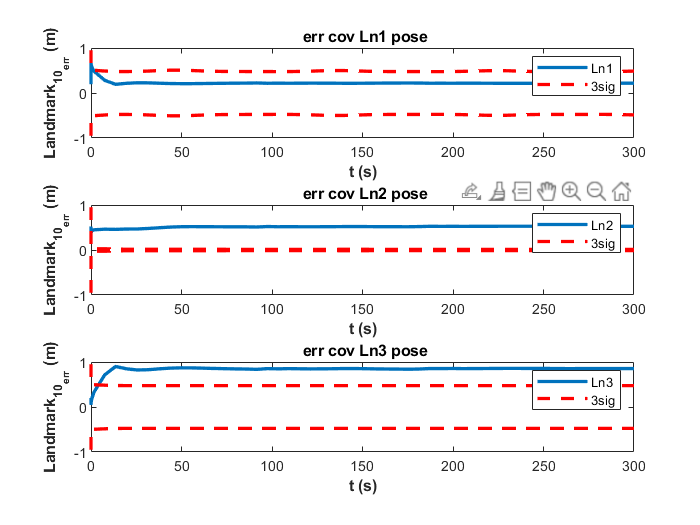 err cov Ln1 pose
Landmark10err (m)
1
0
-1
Ln1
3sig
0 50 100 150 200 250 300
t (s)
err cov Ln2 pose
Landmark10err (m)
1
0
-1
Ln2
3sig
0 50 100 150 200 250 300
t (s)
err cov Ln3 pose
Landmark10err (m)
1
0
-1
Ln3
3sig
0 50 100 150 200 250 300
t (s)